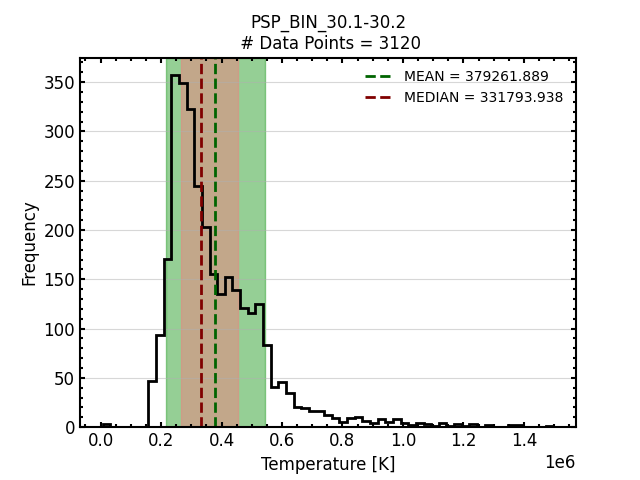 PSP_BIN_30.1-30.2
# Data Points = 3120
MEAN = 379261.889
MEDIAN = 331793.938
Frequency
350
300
250
200
150
100
50
0
0.0 0.2 0.4 0.6 0.8 1.0 1.2 1.4
1e6
Temperature [K]